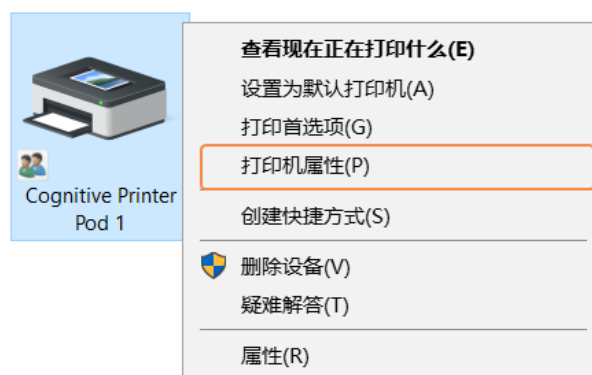 查看现在正在打印什么(E)
设置为默认打印机(A)
打印首选项(G)
打印机属性(P)
Cognitive Printer
Pod 1
创建快捷方式(S)
删除设备(V)
疑难解答(T)
属性(R)